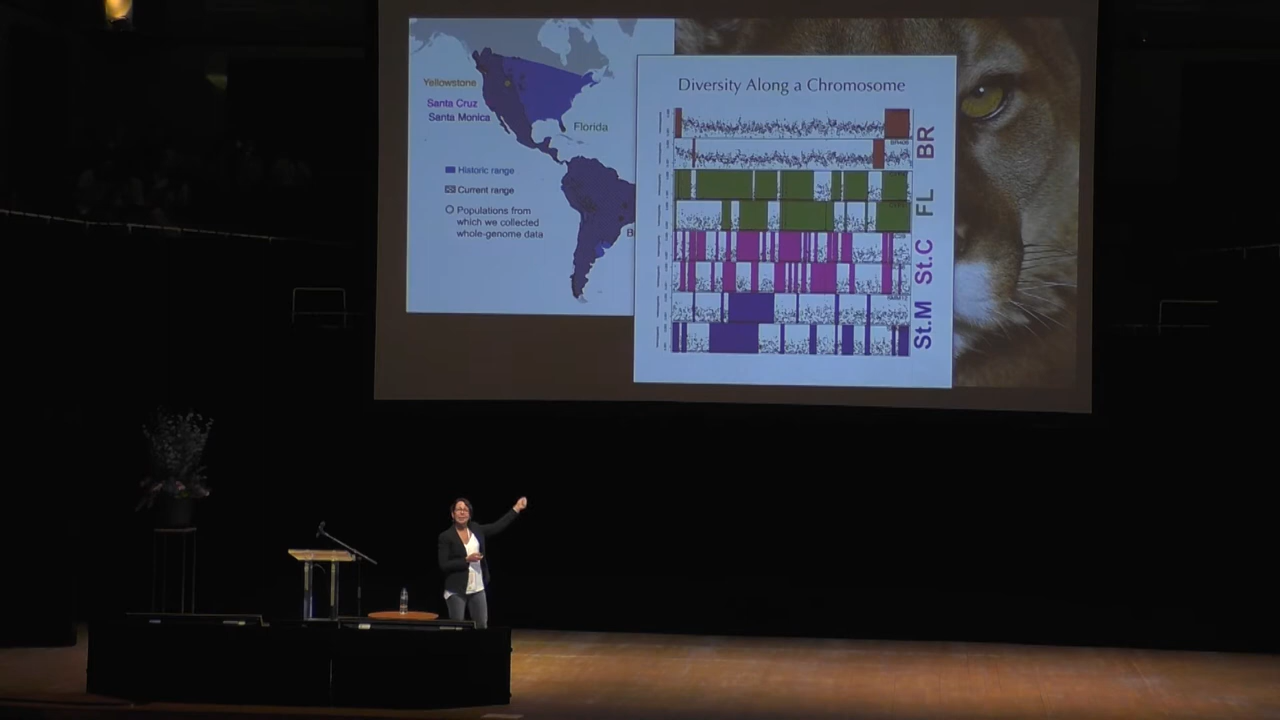 Yellowstone
Santa Cruz
Santa Monica
Florida
Historic range
Current range
Populations from
which we collected
whole-genome data
B
Diversity Along a Chromosome
BR
FL
St.C
St.M